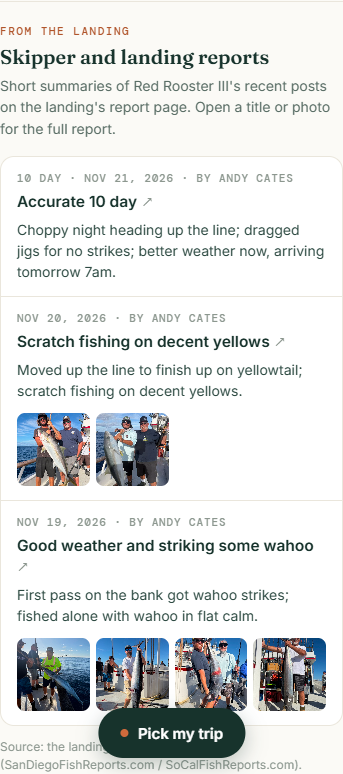 FROM THE LANDING
Skipper and landing reports
Short summaries of Red Rooster III's recent posts
on the landing's report page. Open a title or photo
for the full report.
10 DAY · NOV 21, 2026 · BY ANDY CATES
Accurate 10 day ↗
Choppy night heading up the line; dragged
jigs for no strikes; better weather now, arriving
tomorrow 7am.
NOV 20, 2026 · BY ANDY CATES
Scratch fishing on decent yellows ↗
Moved up the line to finish up on yellowtail;
scratch fishing on decent yellows.
NOV 19, 2026 · BY ANDY CATES
Good weather and striking some wahoo
↗
First pass on the bank got wahoo strikes;
fished alone with wahoo in flat calm.
Pick my trip
Source: the landing
(SanDiegoFishReports.com / SoCalFishReports.com).